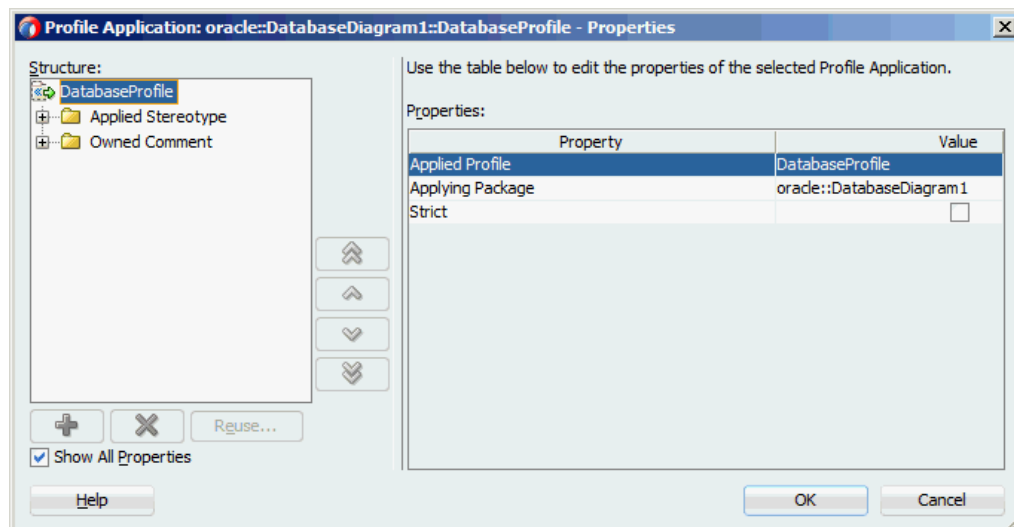 Profile Application: oracle::DatabaseDiagram1::DatabaseProfile - Properties
Structure:
DatabaseProfile
Applied Stereotype
Owned Comment
Reuse...
Show All Properties
Use the table below to edit the properties of the selected Profile Application.
Properties:
Property Value
Applied Profile DatabaseProfile
Applying Package oracle::DatabaseDiagram1
Strict
Help OK Cancel